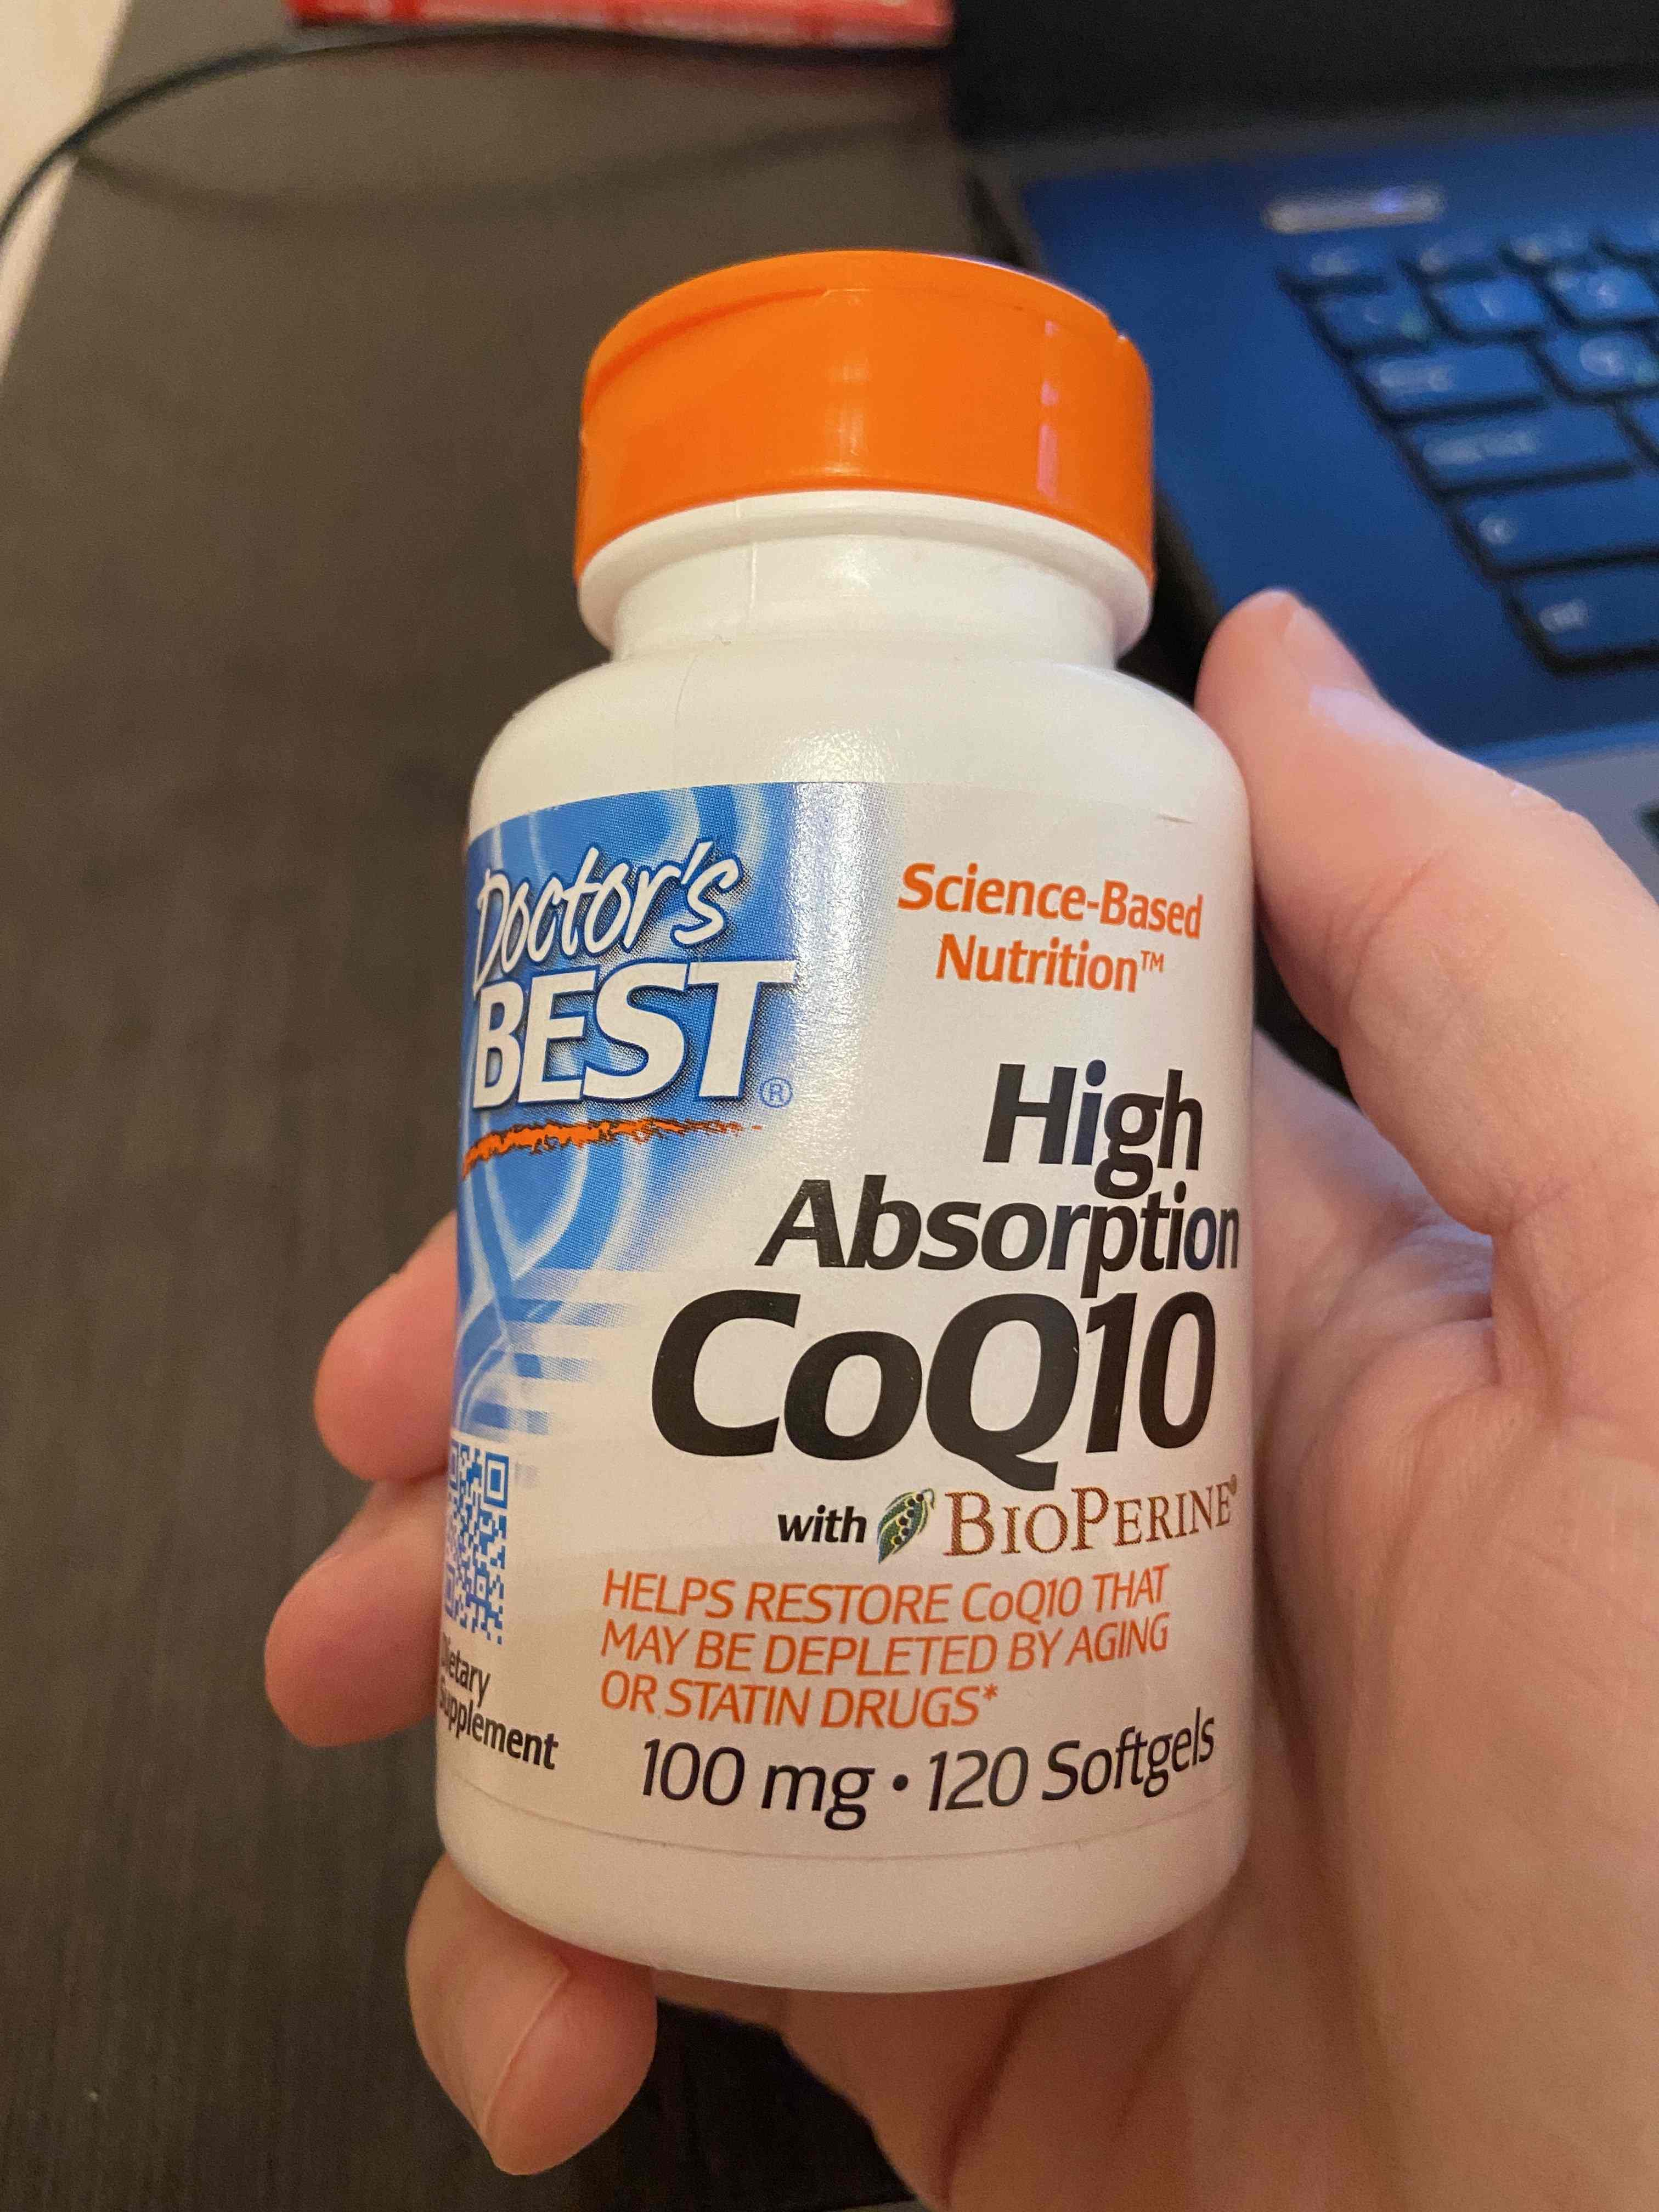 Doctor's
BEST®
Science-Based
Nutrition™
High
Absorption
CoQ10
with BIOPERINE®
HELPS RESTORE CoQ10 THAT
MAY BE DEPLETED BY AGING
OR STATIN DRUGS*
100 mg • 120 Softgels
Dietary
Supplement